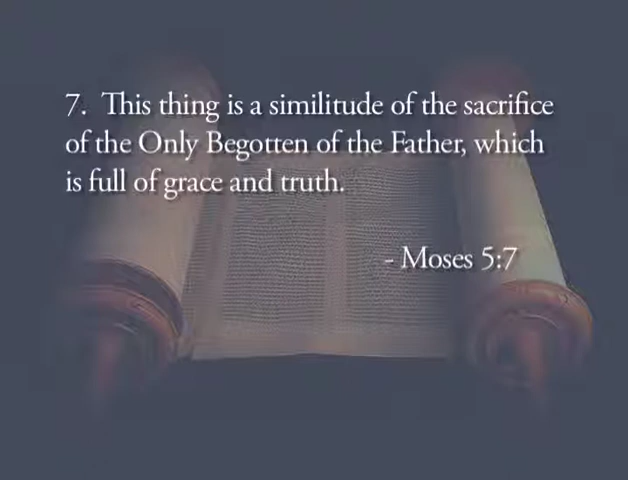 7. This thing is a similitude of the sacrifice
of the Only Begotten of the Father, which
is full of grace and truth.
- Moses 5:7